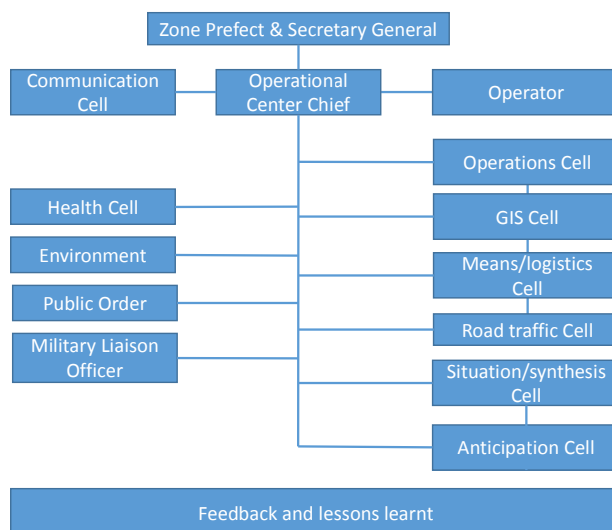 Zone Prefect & Secretary General
Communication
Cell
Operational
Center Chief
Operator
Operations Cell
Health Cell
GIS Cell
Environment
Means/logistics
Cell
Public Order
Road traffic Cell
Military Liaison
Officer
Situation/synthesis
Cell
Anticipation Cell
Feedback and lessons learnt